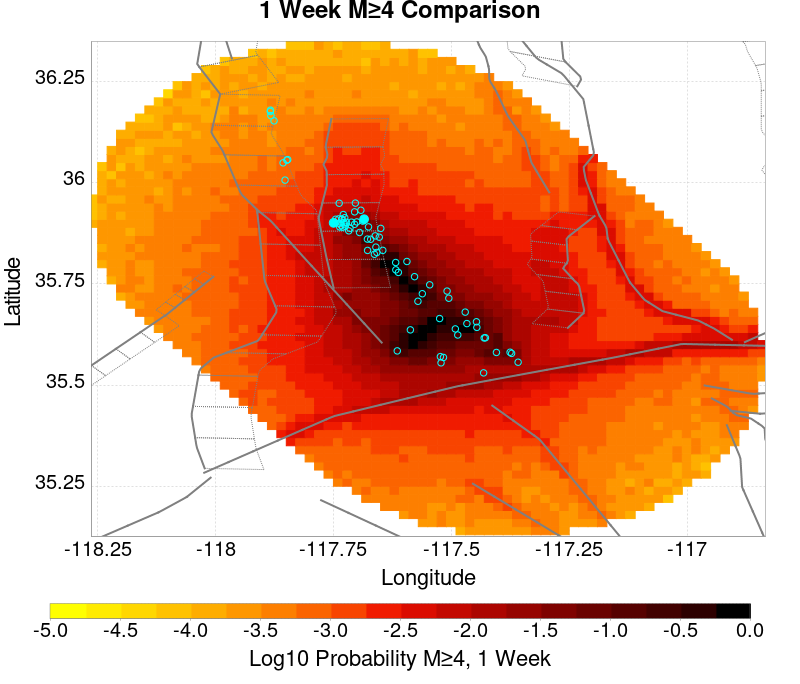 1 Week M≥4 Comparison
36.25
36
35.75
35.5
35.25
Latitude
-118.25 -118 -117.75 -117.5 -117.25 -117
Longitude
-5.0 -4.5 -4.0 -3.5 -3.0 -2.5 -2.0 -1.5 -1.0 -0.5 0.0
Log10 Probability M≥4, 1 Week